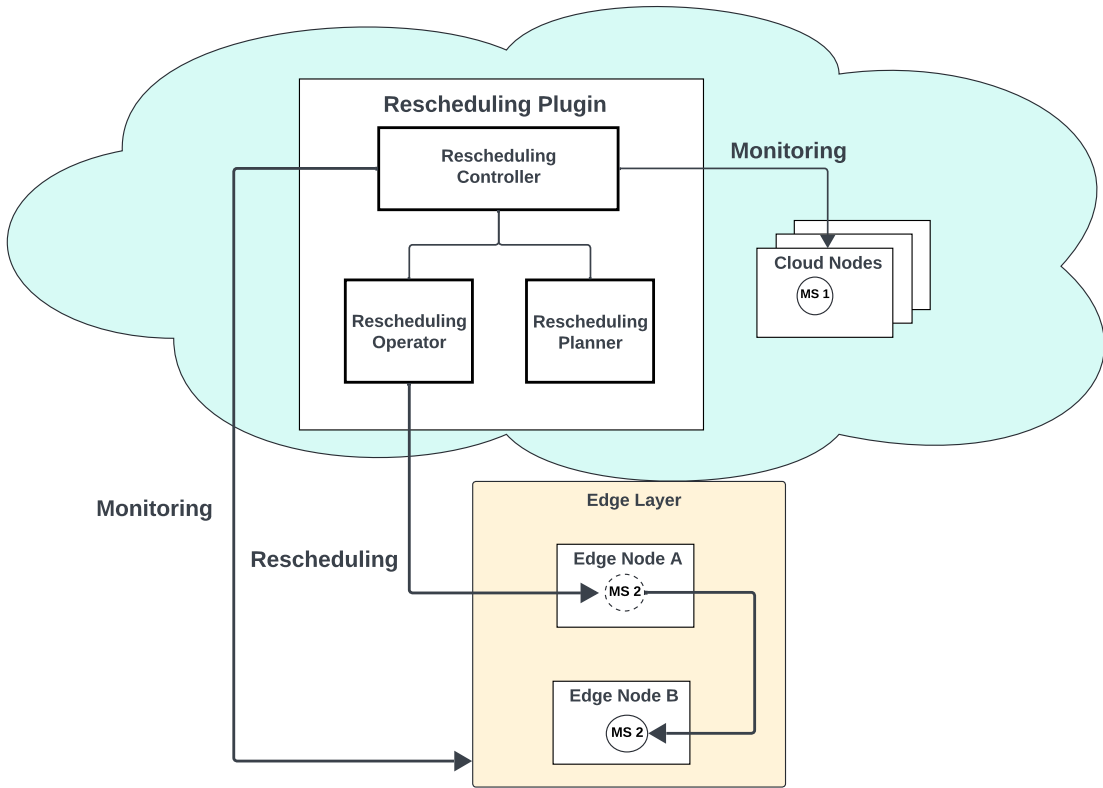 Rescheduling Plugin
Rescheduling
Controller
Monitoring
Cloud Nodes
MS 1
Rescheduling
Operator
Rescheduling
Planner
Monitoring
Rescheduling
Edge Layer
Edge Node A
MS 2
Edge Node B
MS 2